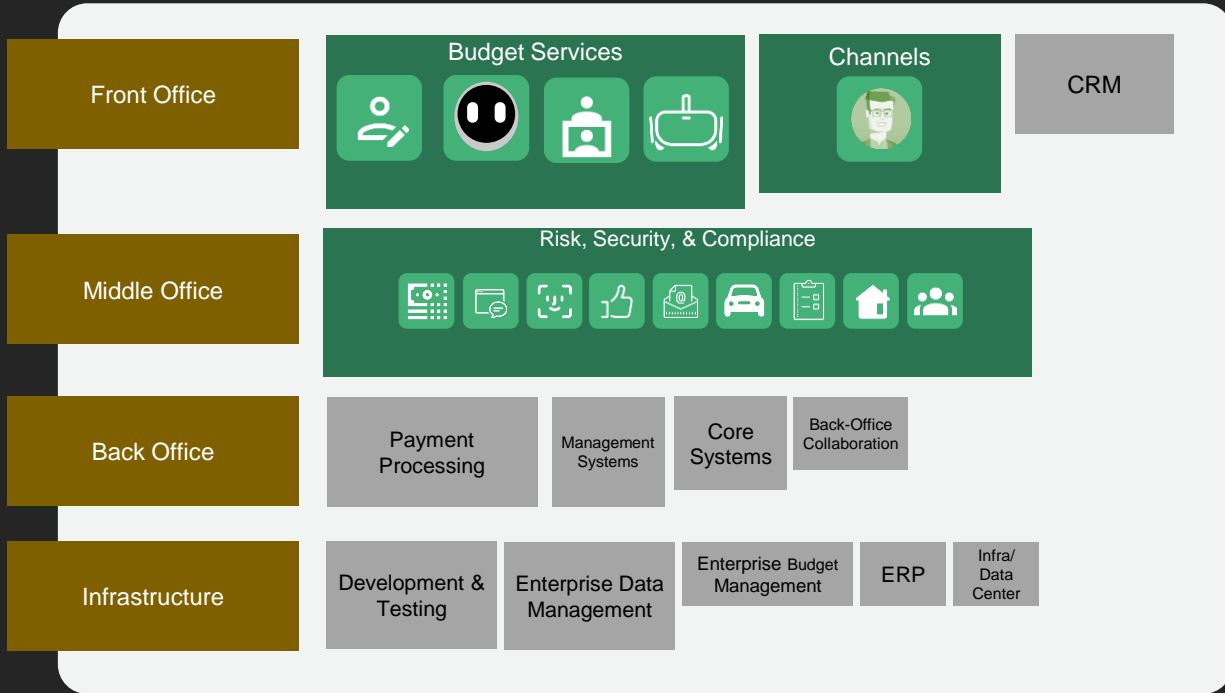 Front Office
Budget Services
Channels
CRM
Middle Office
Risk, Security, & Compliance
@
Back Office
Payment
Processing
Management
Systems
Core
Systems
Back-Office
Collaboration
Infrastructure
Development &
Testing
Enterprise Data
Management
Enterprise Budget
Management
ERP
Infra/
Data
Center